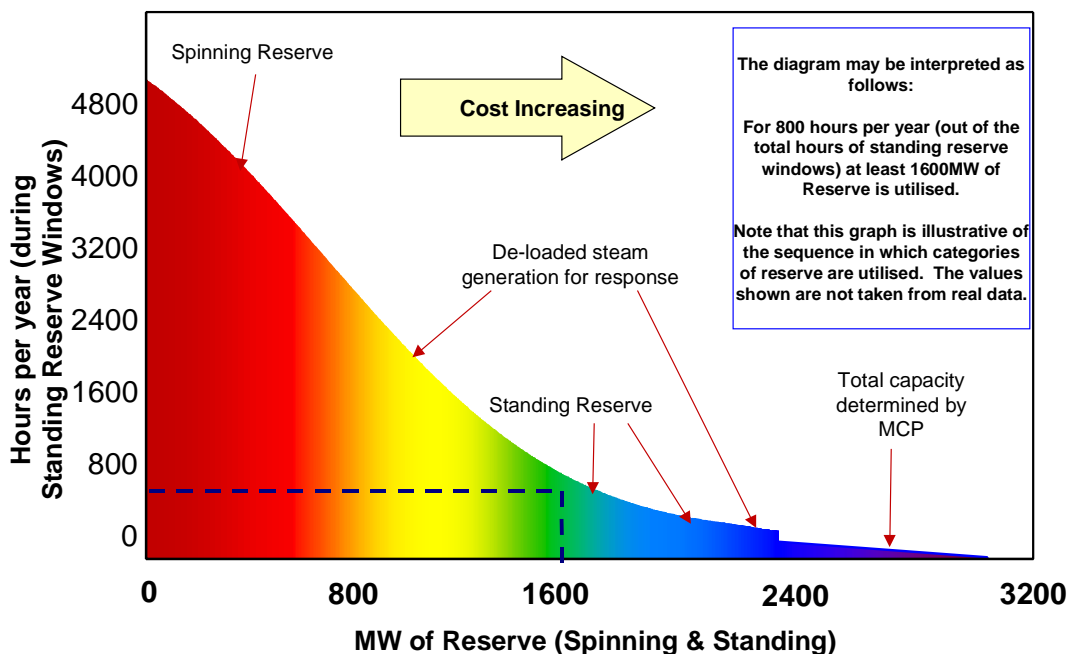 Spinning Reserve
Cost Increasing
The diagram may be interpreted as
follows:
For 800 hours per year (out of the
total hours of standing reserve
windows) at least 1600MW of
Reserve is utilised.
Note that this graph is illustrative of
the sequence in which categories
of reserve are utilised. The values
shown are not taken from real data.
De-loaded steam
generation for response
Standing Reserve
Total capacity
determined by
MCP
Hours per year (during
Standing Reserve Windows)
4800
4000
3200
2400
1600
800
0
0
800
1600
2400
3200
MW of Reserve (Spinning & Standing)